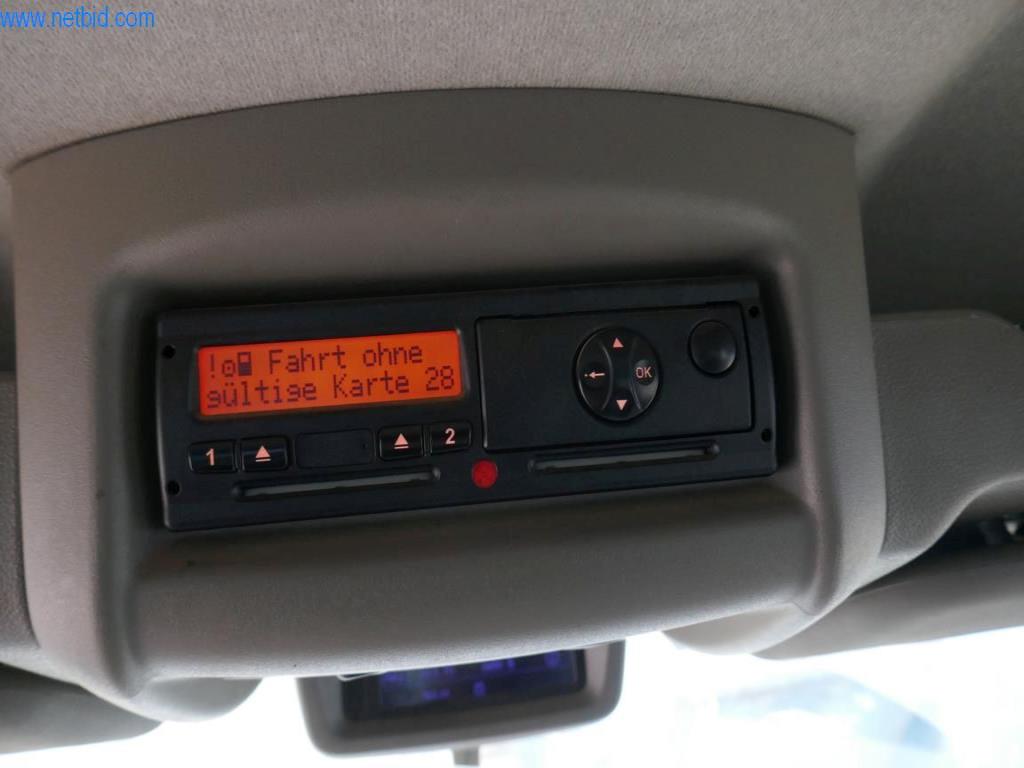 www.netbid.com
! Fahrt ohne
gültige Karte 28
OK
1 2